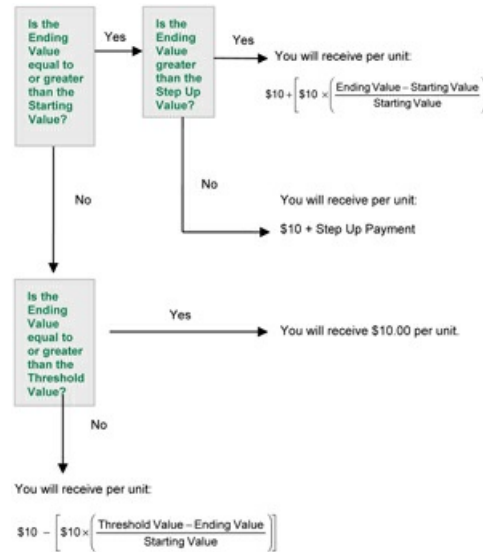 Is the
Ending
Value
equal to
or greater
than the
Starting
Value?
Yes
Is the
Ending
Value
greater
than the
Step Up
Value?
Yes
You will receive per unit:
$10 + [ $10 × ( Ending Value – Starting Value
Starting Value
No
No
You will receive per unit:
$10 + Step Up Payment
Is the
Ending
Value
equal to
or greater
than the
Threshold
Value?
Yes
You will receive $10.00 per unit.
No
You will receive per unit:
$10 – [ $10 × ( Threshold Value – Ending Value
Starting Value ) ]